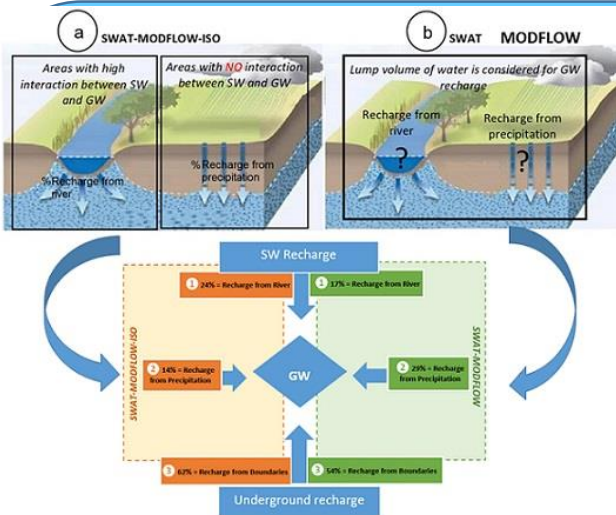 a SWAT-MODFLOW-ISO
b SWAT MODFLOW
Areas with high
interaction between SW
and GW
Areas with NO interaction
between SW and GW
Lump volume of water is considered for GW
recharge
Recharge from
river
?
Recharge from
precipitation
?
%Recharge from
river
% Recharge from
precipitation
SW Recharge
1 24% = Recharge from River
1 17% = Recharge from River
SWAT-MODFLOW-ISO
2 14% = Recharge
from Precipitation
GW
2 29% = Recharge
from Precipitation
SWAT-MODFLOW
3 62% = Recharge from Boundaries
3 54% = Recharge from Boundaries
Underground recharge